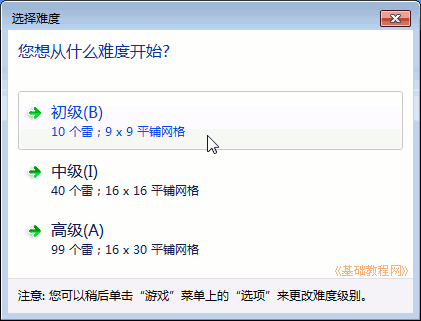 选择难度
您想从什么难度开始?
初级(B)
10 个雷；9 x 9 平铺网格
中级(I)
40 个雷；16 x 16 平铺网格
高级(A)
99 个雷；16 x 30 平铺网格
《基础教程网》
注意: 您可以稍后单击“游戏”菜单上的“选项”来更改难度级别。